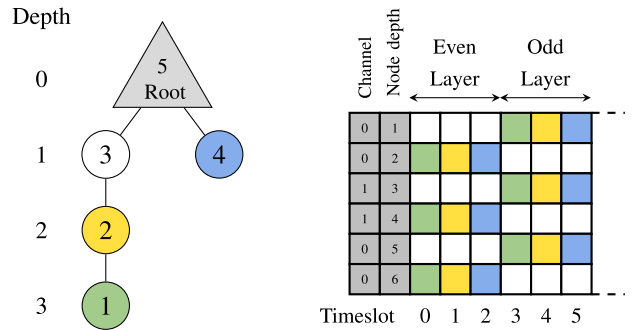 Depth
0
1
2
3
5
Root
3
4
2
1
Channel
Node depth
Even
Layer
Odd
Layer
0 1
0 2
1 3
1 4
0 5
0 6
Timeslot 0 1 2 3 4 5